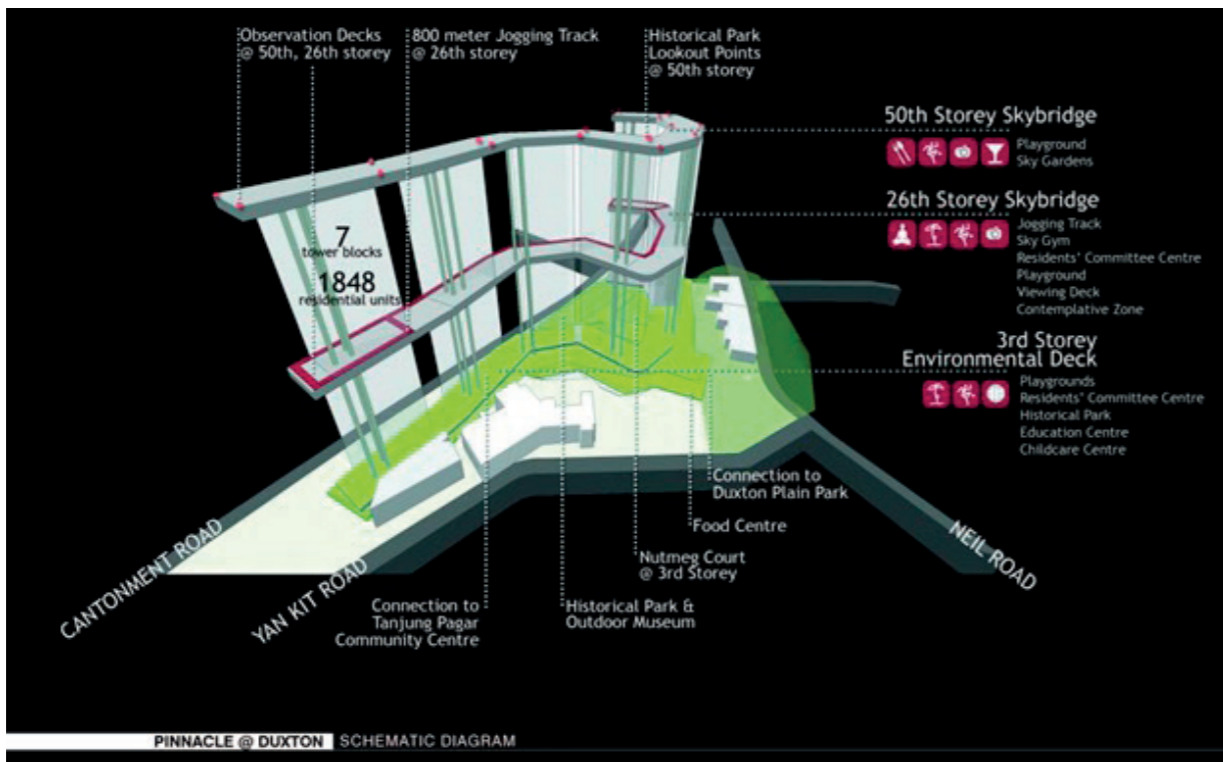 Observation Decks
@ 50th, 26th storey
800 meter Jogging Track
@ 26th storey
Historical Park
Lookout Points
@ 50th storey
50th Storey Skybridge
Playground
Sky Gardens
26th Storey Skybridge
Jogging Track
Sky Gym
Residents' Committee Centre
Playground
Viewing Deck
Contemplative Zone
7
tower blocks
1848
residential units
3rd Storey
Environmental Deck
Playgrounds
Residents' Committee Centre
Historical Park
Education Centre
Childcare Centre
Connection to
Duxton Plain Park
Food Centre
Nutmeg Court
@ 3rd Storey
Historical Park &
Outdoor Museum
Connection to
Tanjung Pagar
Community Centre
CANTONMENT ROAD
YAN KIT ROAD
NEIL ROAD
PINNACLE @ DUXTON SCHEMATIC DIAGRAM